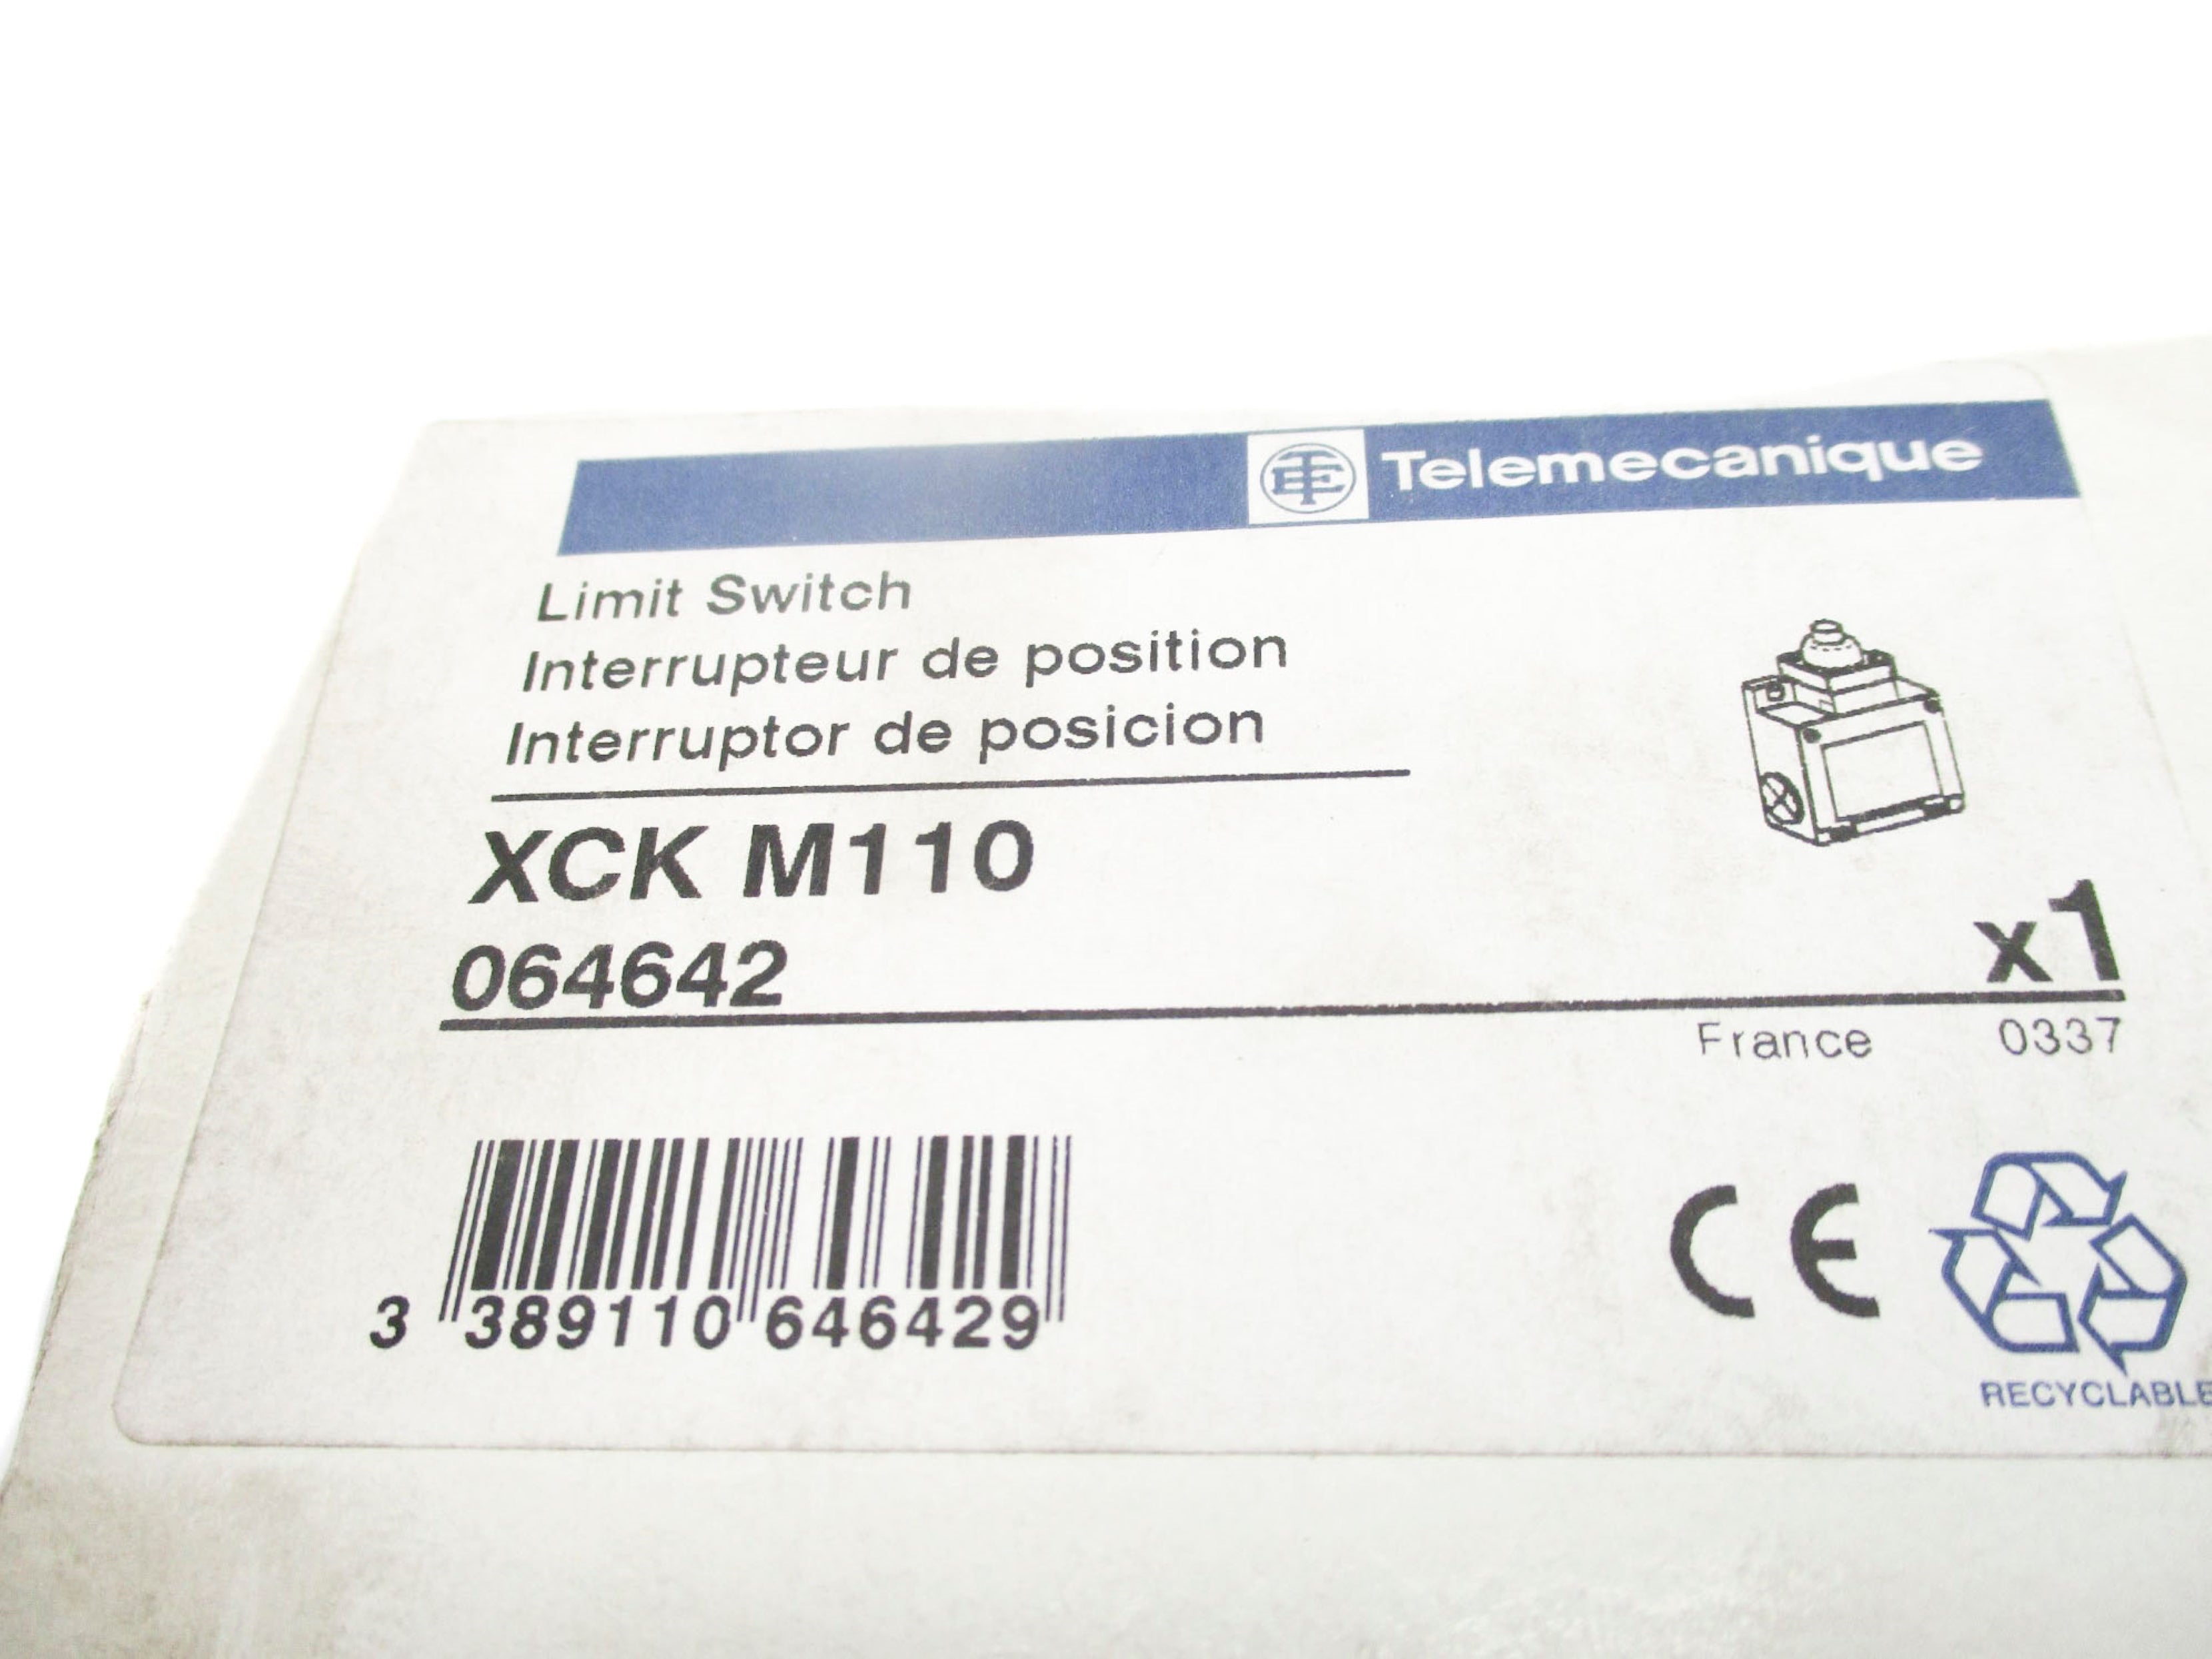 Telemecanique
Limit Switch
Interrupteur de position
Interruptor de posicion
XCK M110
064642
x1
France 0337
3 389110 646429
CE
RECYCLABLE